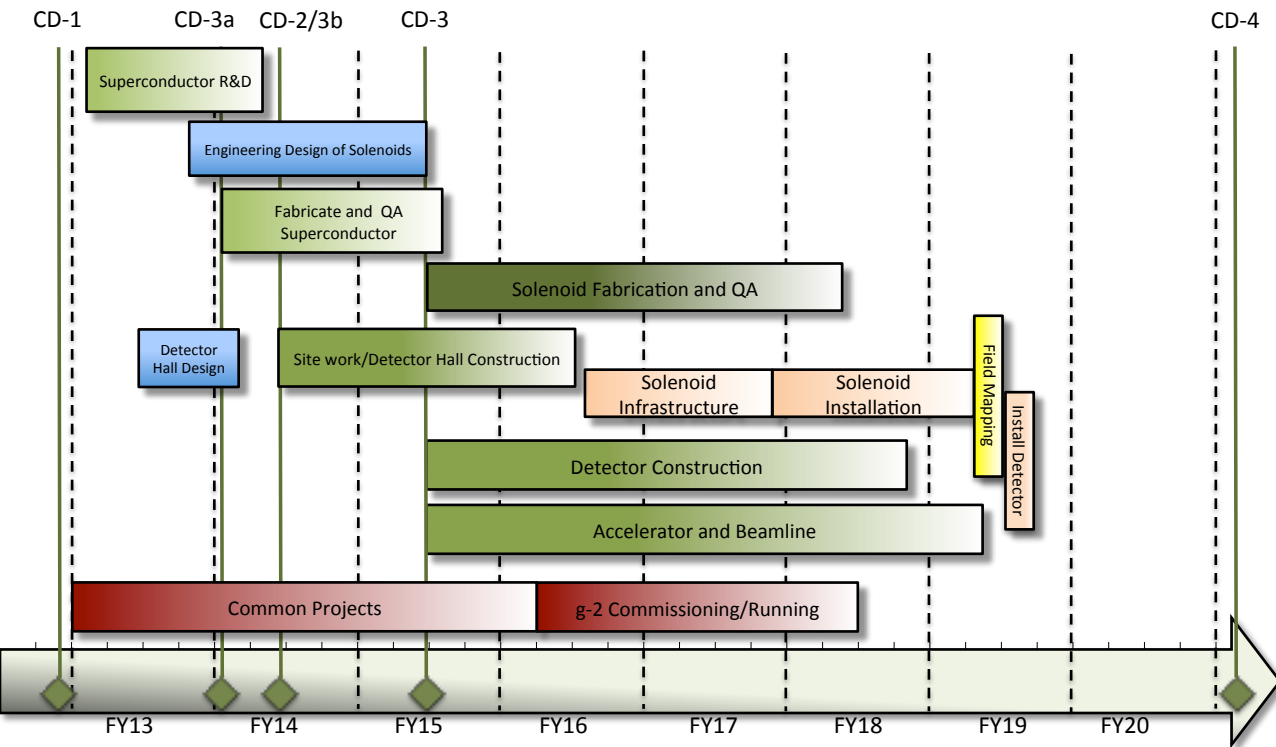 CD-1
CD-3a
CD-2/3b
CD-3
CD-4
Superconductor R&D
Engineering Design of Solenoids
Fabricate and QA
Superconductor
Solenoid Fabrication and QA
Detector
Hall Design
Site work/Detector Hall Construction
Solenoid
Infrastructure
Solenoid
Installation
Field Mapping
Install Detector
Detector Construction
Accelerator and Beamline
Common Projects
g-2 Commissioning/Running
FY13
FY14
FY15
FY16
FY17
FY18
FY19
FY20